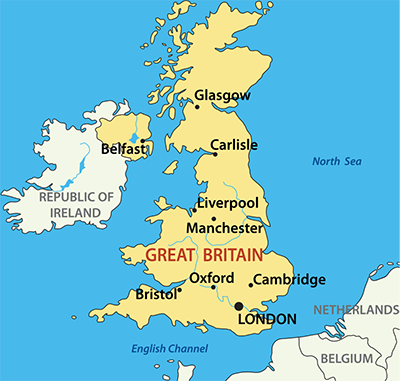 Glasgow
Carlisle
Belfast
North Sea
REPUBLIC OF
IRELAND
Liverpool
Manchester
GREAT BRITAIN
Oxford
Cambridge
Bristol
LONDON
NETHERLANDS
English Channel
BELGIUM